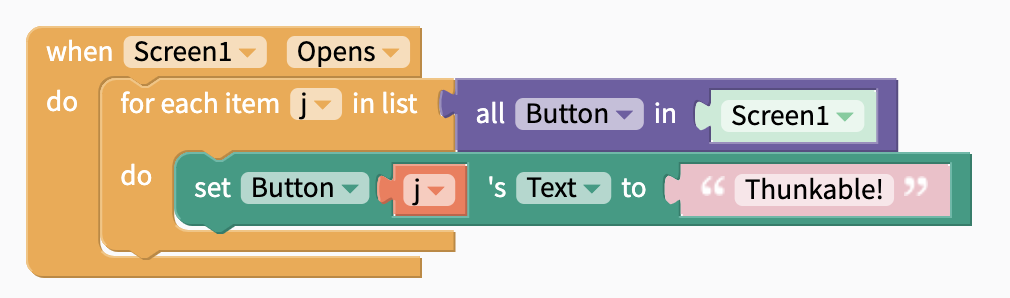 when Screen1 Opens
do for each item j in list all Button in Screen1
do set Button j 's Text to “ Thunkable! ”